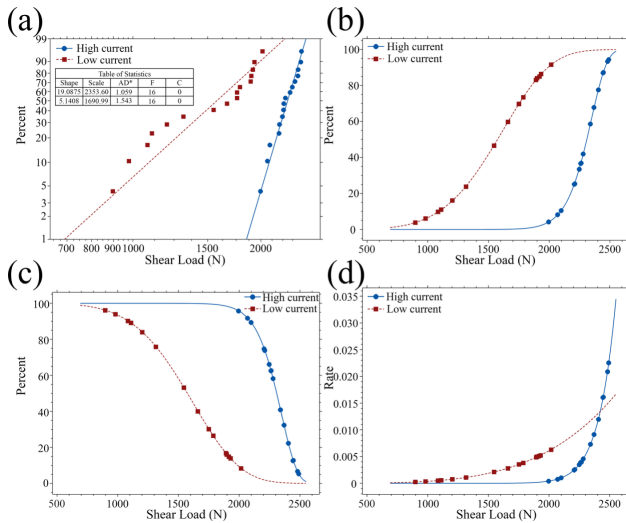 (a)
High current
Low current
Table of Statistics
Shape Scale AD* F C
19.0875 2353.60 1.059 16 0
5.1408 1690.99 1.543 16 0
Percent
99
90
80
70
60
50
40
30
20
10
5
3
2
1
700 800 900 1000 1500 2000
Shear Load (N)
(b)
High current
Low current
Percent
100
80
60
40
20
0
500 1000 1500 2000 2500
Shear Load (N)
(c)
High current
Low current
Percent
100
80
60
40
20
0
500 1000 1500 2000 2500
Shear Load (N)
(d)
High current
Low current
Rate
0.035
0.030
0.025
0.020
0.015
0.010
0.005
0.000
500 1000 1500 2000 2500
Shear Load (N)